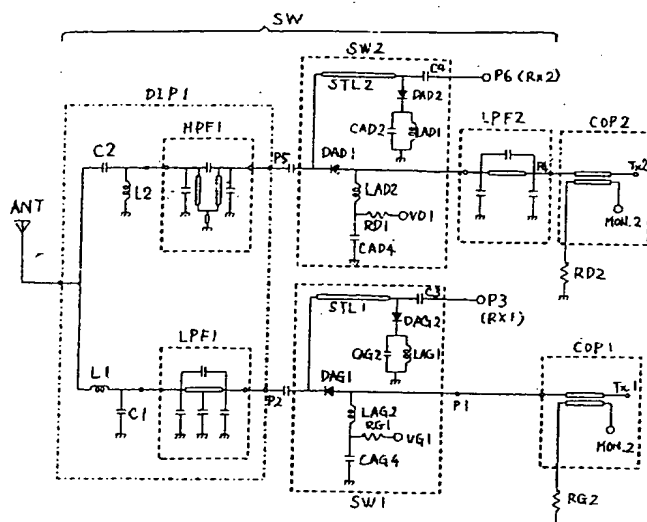 SW
SW2
C4
P6 (Rx2)
STL2
DAD2
DIP1
CAD2
LAD1
LPF2
COP2
HPF1
C2
P5
DAD1
P4
Tx2
L2
LAD2
ANT
RD1
VD1
MON.2
CAD4
RD2
C3
P3
(RX1)
STL1
DAG2
LPF1
CAG2
LAG1
COP1
L1
DAG1
Tx1
P2
P1
C1
LAG2
RG1
VG1
MON.2
CAG4
SW1
RG2